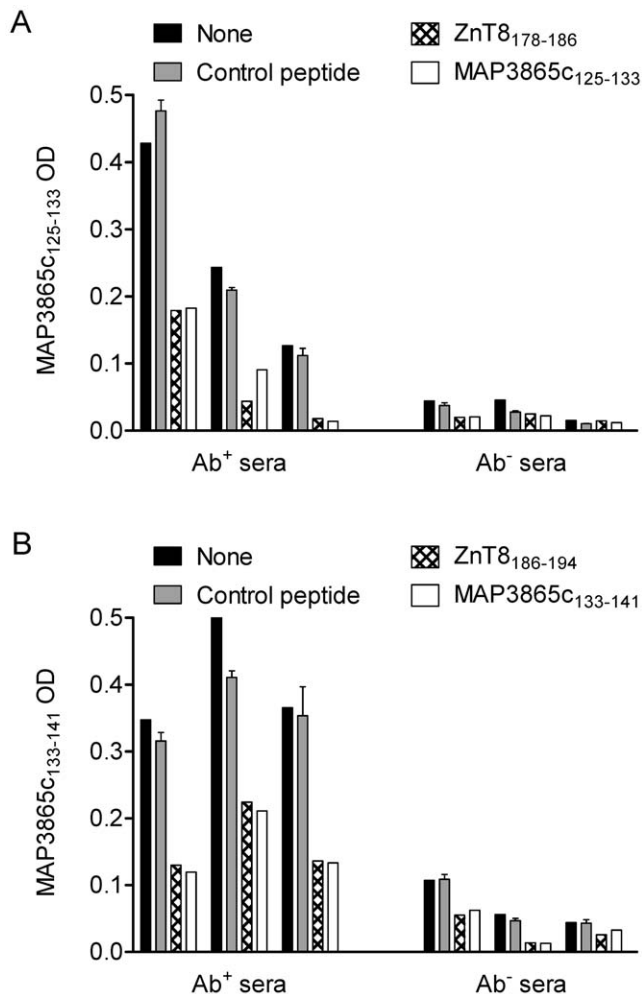 A
None
Control peptide
ZnT8178-186
MAP3865c125-133
MAP3865c125-133 OD
0.5
0.4
0.3
0.2
0.1
0.0
Ab+ sera
Ab- sera
B
None
Control peptide
ZnT8186-194
MAP3865c133-141
MAP3865c133-141 OD
0.5
0.4
0.3
0.2
0.1
0.0
Ab+ sera
Ab- sera